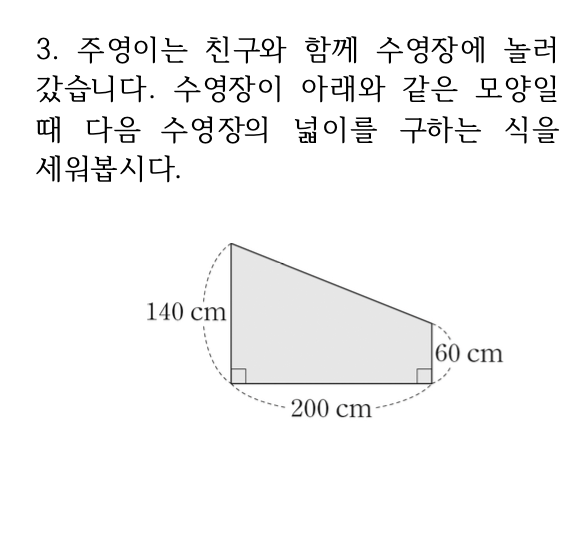 3. 주영이는 친구와 함께 수영장에 놀러
갔습니다. 수영장이 아래와 같은 모양일
때 다음 수영장의 넓이를 구하는 식을
세워봅시다.
140 cm
60 cm
200 cm